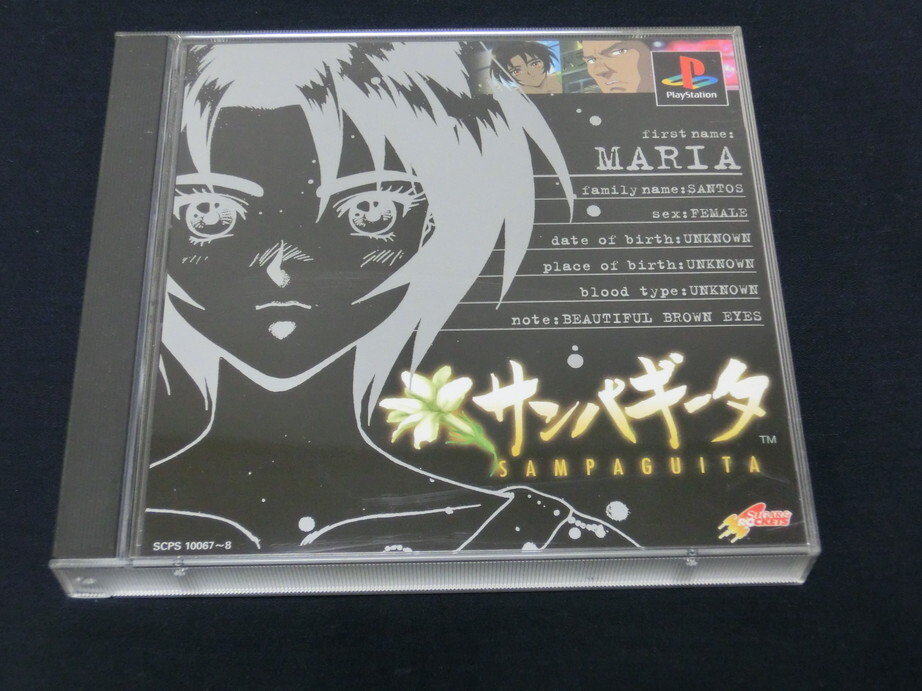 PlayStation
first name:
MARIA
family name:SANTOS
sex:FEMALE
date of birth:UNKNOWN
place of birth:UNKNOWN
blood type:UNKNOWN
note:BEAUTIFUL BROWN EYES
サンパギータ
TM
SAMPAGUITA
SUGAR &
ROCKETS
SCPS 10067~8